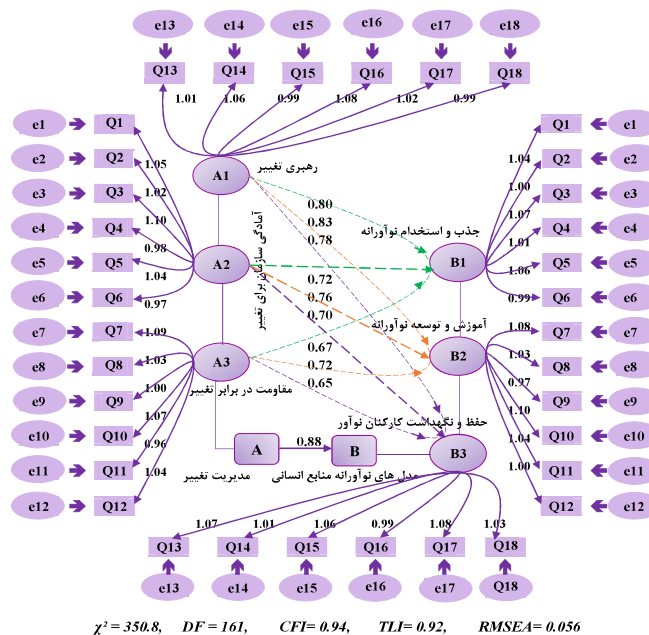 e13 e14 e15 e16 e17 e18
Q13 Q14 Q15 Q16 Q17 Q18
1.01 1.06 0.99 1.08 1.02 0.99
e1 Q1 Q1 e1
e2 Q2 Q2 e2
e3 Q3 Q3 e3
e4 Q4 Q4 e4
e5 Q5 Q5 e5
e6 Q6 Q6 e6
e7 Q7 Q7 e7
e8 Q8 Q8 e8
e9 Q9 Q9 e9
e10 Q10 Q10 e10
e11 Q11 Q11 e11
e12 Q12 Q12 e12
1.05
1.02
1.10
0.98
1.04
0.97
1.09
1.03
1.00
1.07
0.96
1.04
A1
رهبری تغییر
A2
آمادگی سازمان برای تغییر
A3
مقاومت در برابر تغییر
0.80
0.83
0.78
0.72
0.76
0.70
0.67
0.72
0.65
جذب و استخدام نوآورانه
B1
آموزش و توسعه نوآورانه
B2
حفظ و نگهداشت کارکنان نوآور
B3
1.04
1.00
1.07
1.01
1.06
0.99
1.08
1.03
0.97
1.10
1.04
1.00
A 0.88 B
مدیریت تغییر
مدل های نوآورانه منابع انسانی
1.07 1.01 1.06 0.99 1.08 1.03
Q13 Q14 Q15 Q16 Q17 Q18
e13 e14 e15 e16 e17 Q18
χ² = 350.8, DF = 161, CFI= 0.94, TLI= 0.92, RMSEA= 0.056